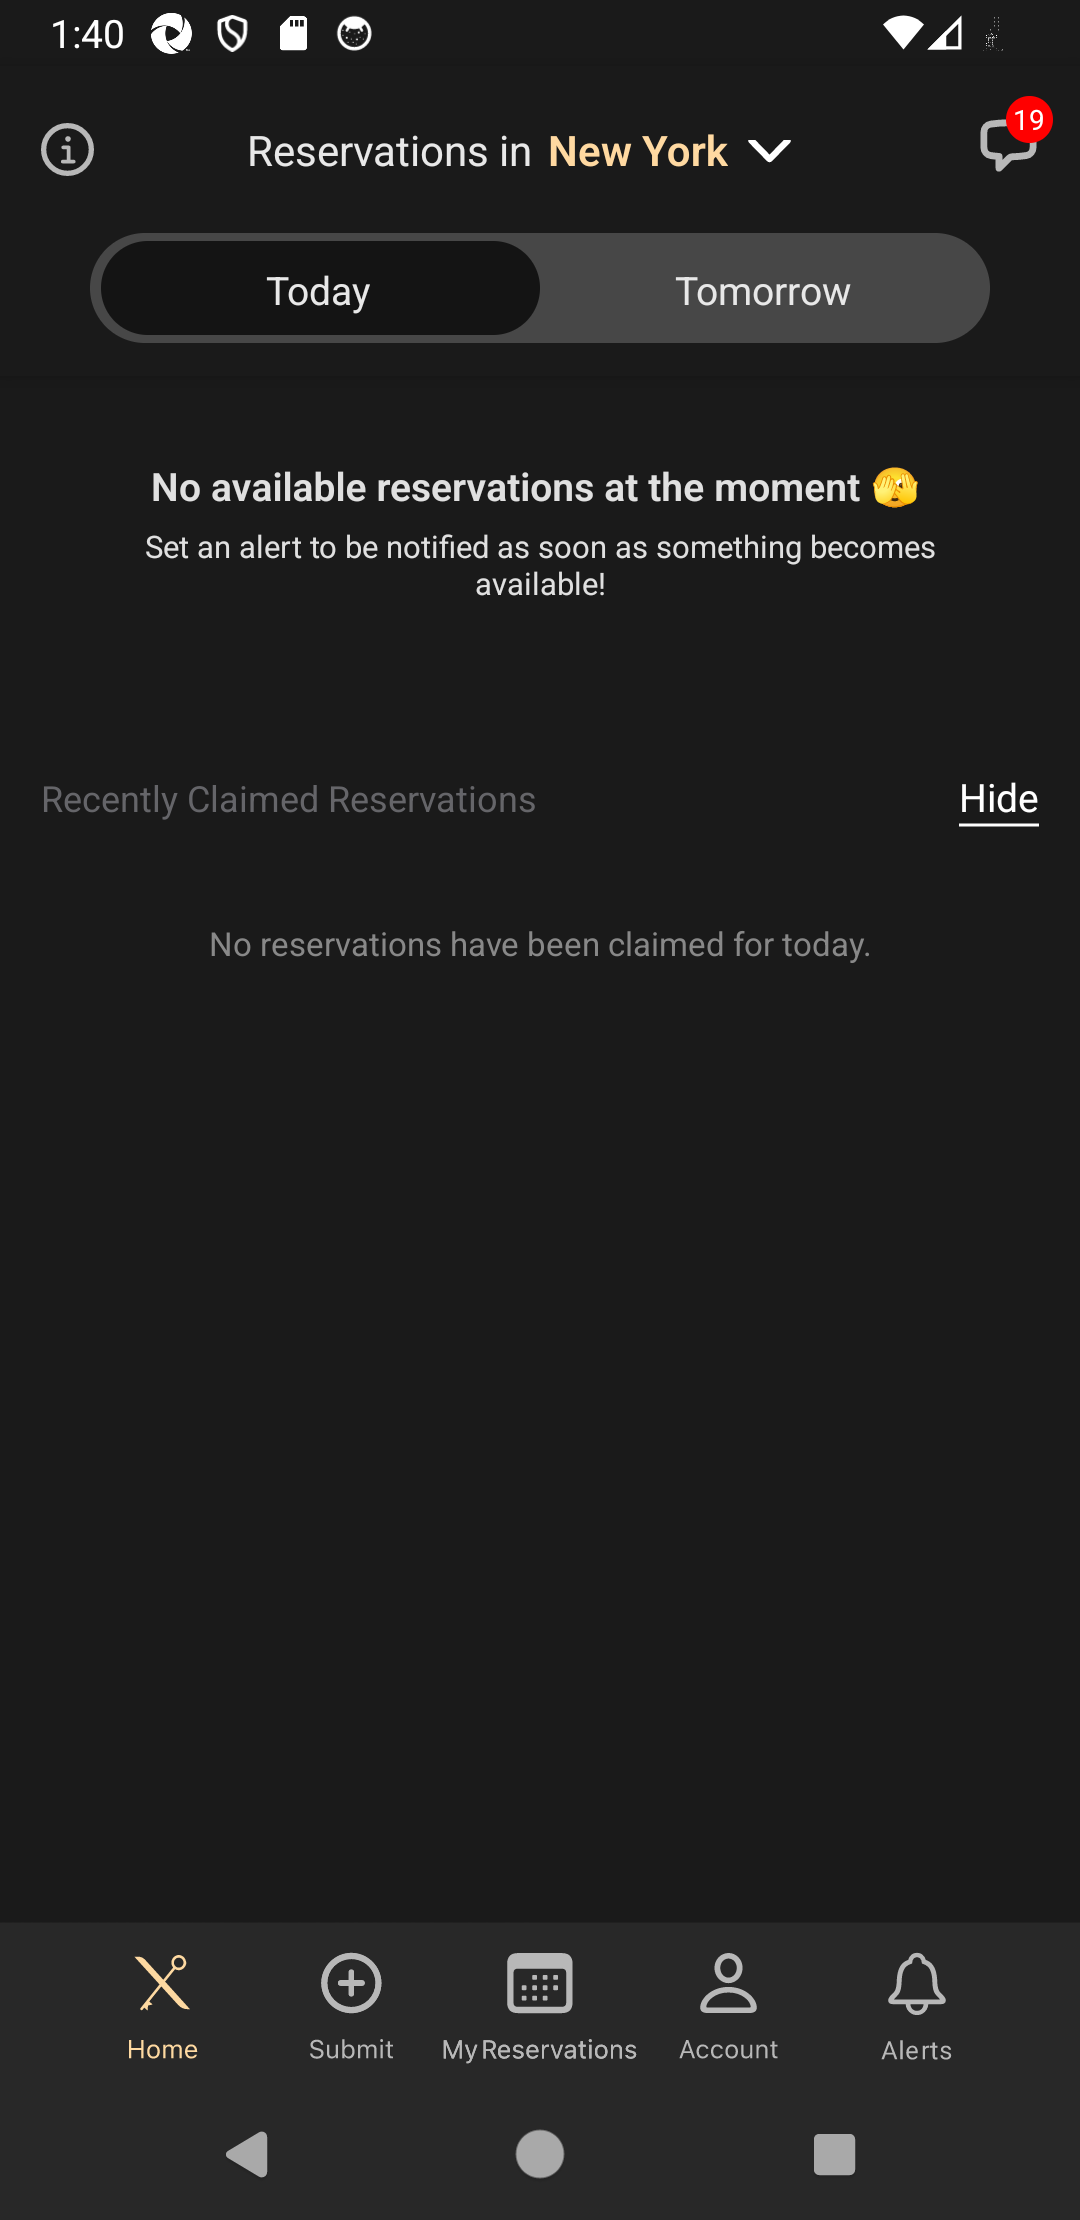 1:40
19
Reservations in New York
Today
Tomorrow
No available reservations at the moment 🫣
Set an alert to be notified as soon as something becomes
available!
Recently Claimed Reservations
Hide
No reservations have been claimed for today.
Home
Submit
My Reservations
Account
Alerts